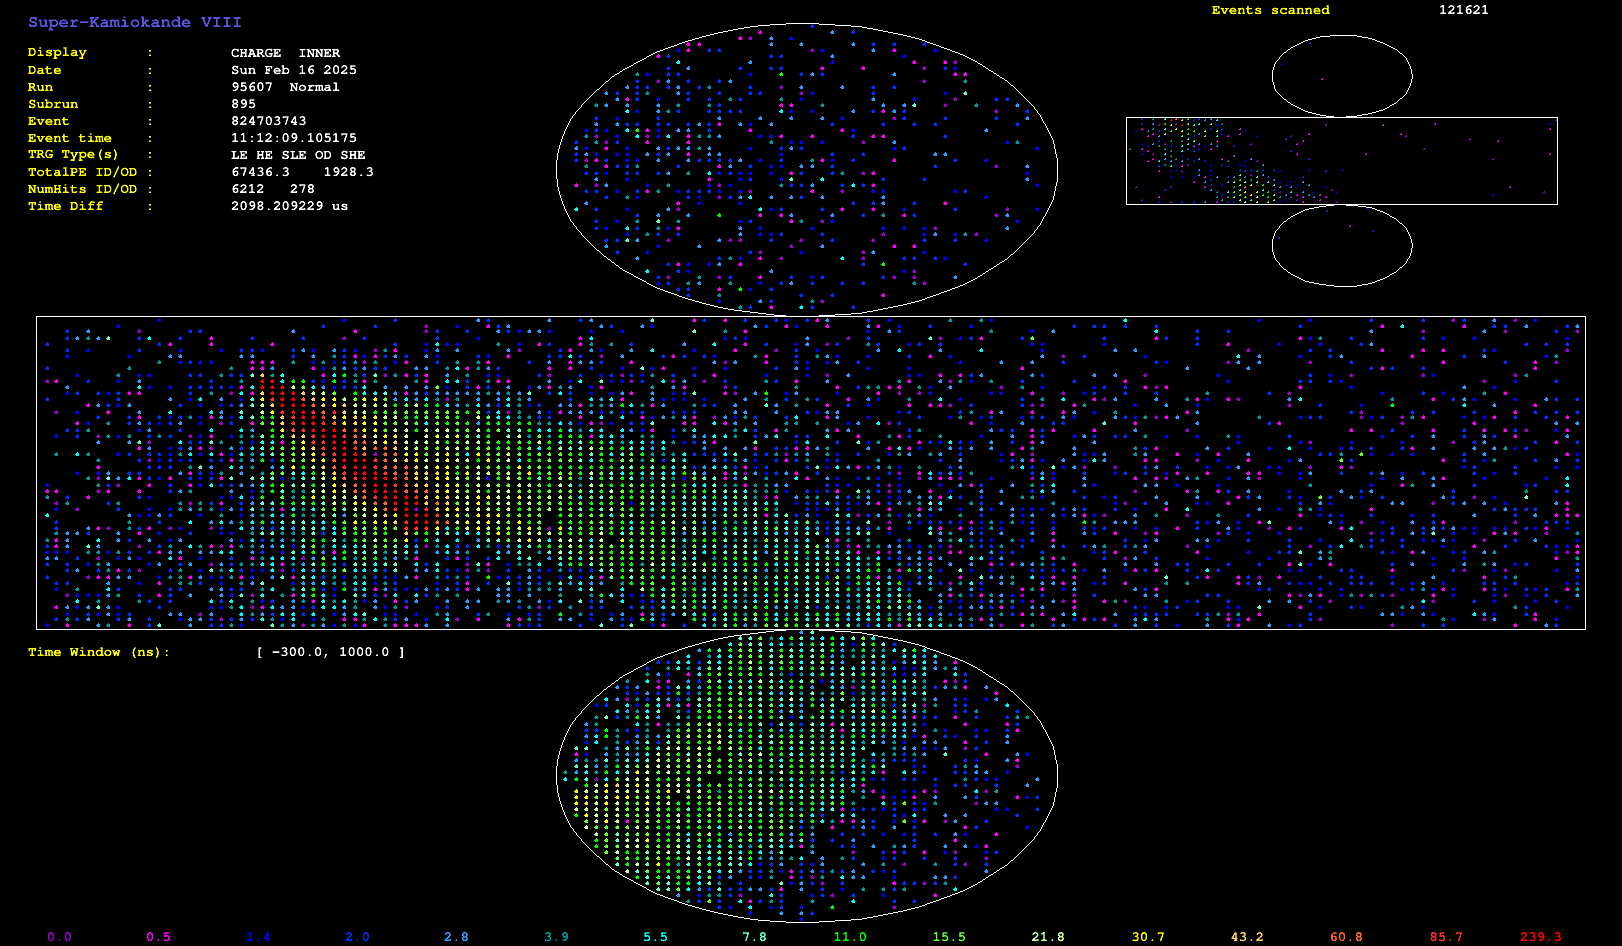 Super-Kamiokande VIII
Events scanned 121621
Display : CHARGE INNER
Date : Sun Feb 16 2025
Run : 95607 Normal
Subrun : 895
Event : 824703743
Event time : 11:12:09.105175
TRG Type(s) : LE HE SLE OD SHE
TotalPE ID/OD : 67436.3 1928.3
NumHits ID/OD : 6212 278
Time Diff : 2098.209229 us
Time Window (ns): [ -300.0, 1000.0 ]
0.0 0.5 1.4 2.0 2.8 3.9 5.5 7.8 11.0 15.5 21.8 30.7 43.2 60.8 85.7 239.3